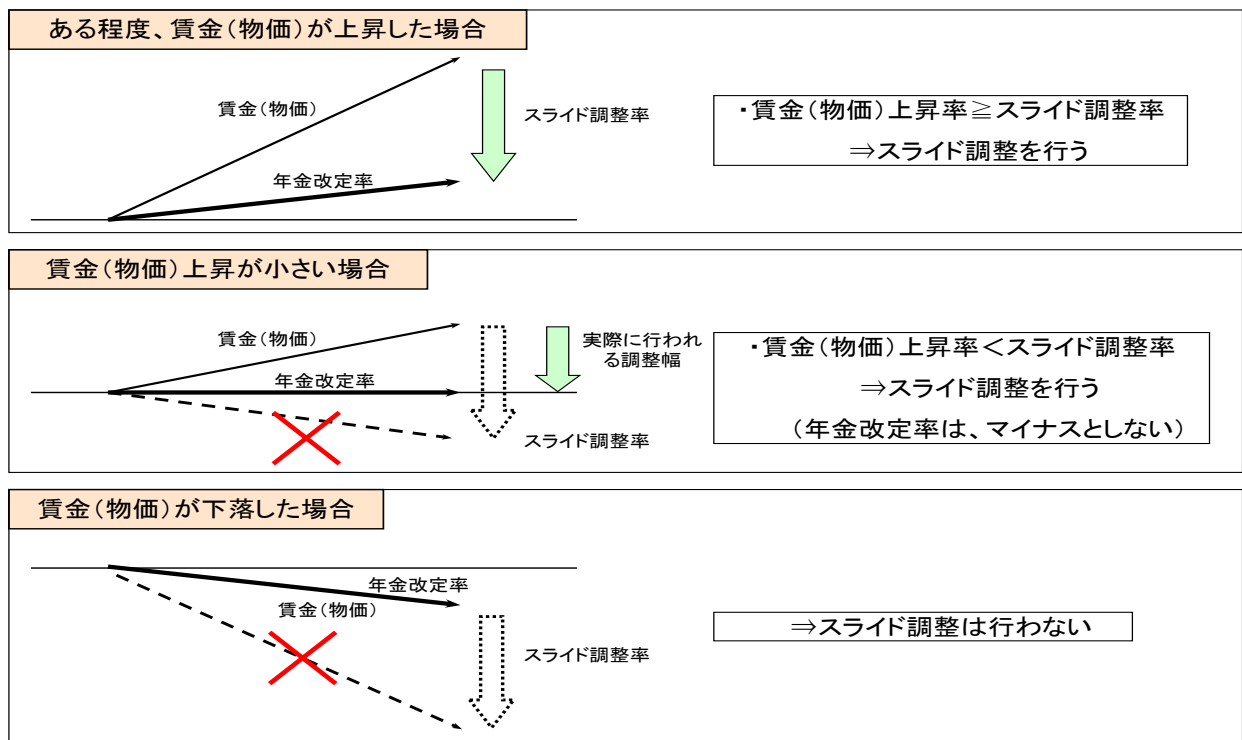 ある程度、賃金(物価)が上昇した場合
賃金(物価)
スライド調整率
年金改定率
・賃金(物価)上昇率≧スライド調整率
⇒スライド調整を行う
賃金(物価)上昇が小さい場合
賃金(物価)
実際に行われ
る調整幅
年金改定率
スライド調整率
・賃金(物価)上昇率<スライド調整率
⇒スライド調整を行う
(年金改定率は、マイナスとしない)
賃金(物価)が下落した場合
年金改定率
賃金(物価)
スライド調整率
⇒スライド調整は行わない